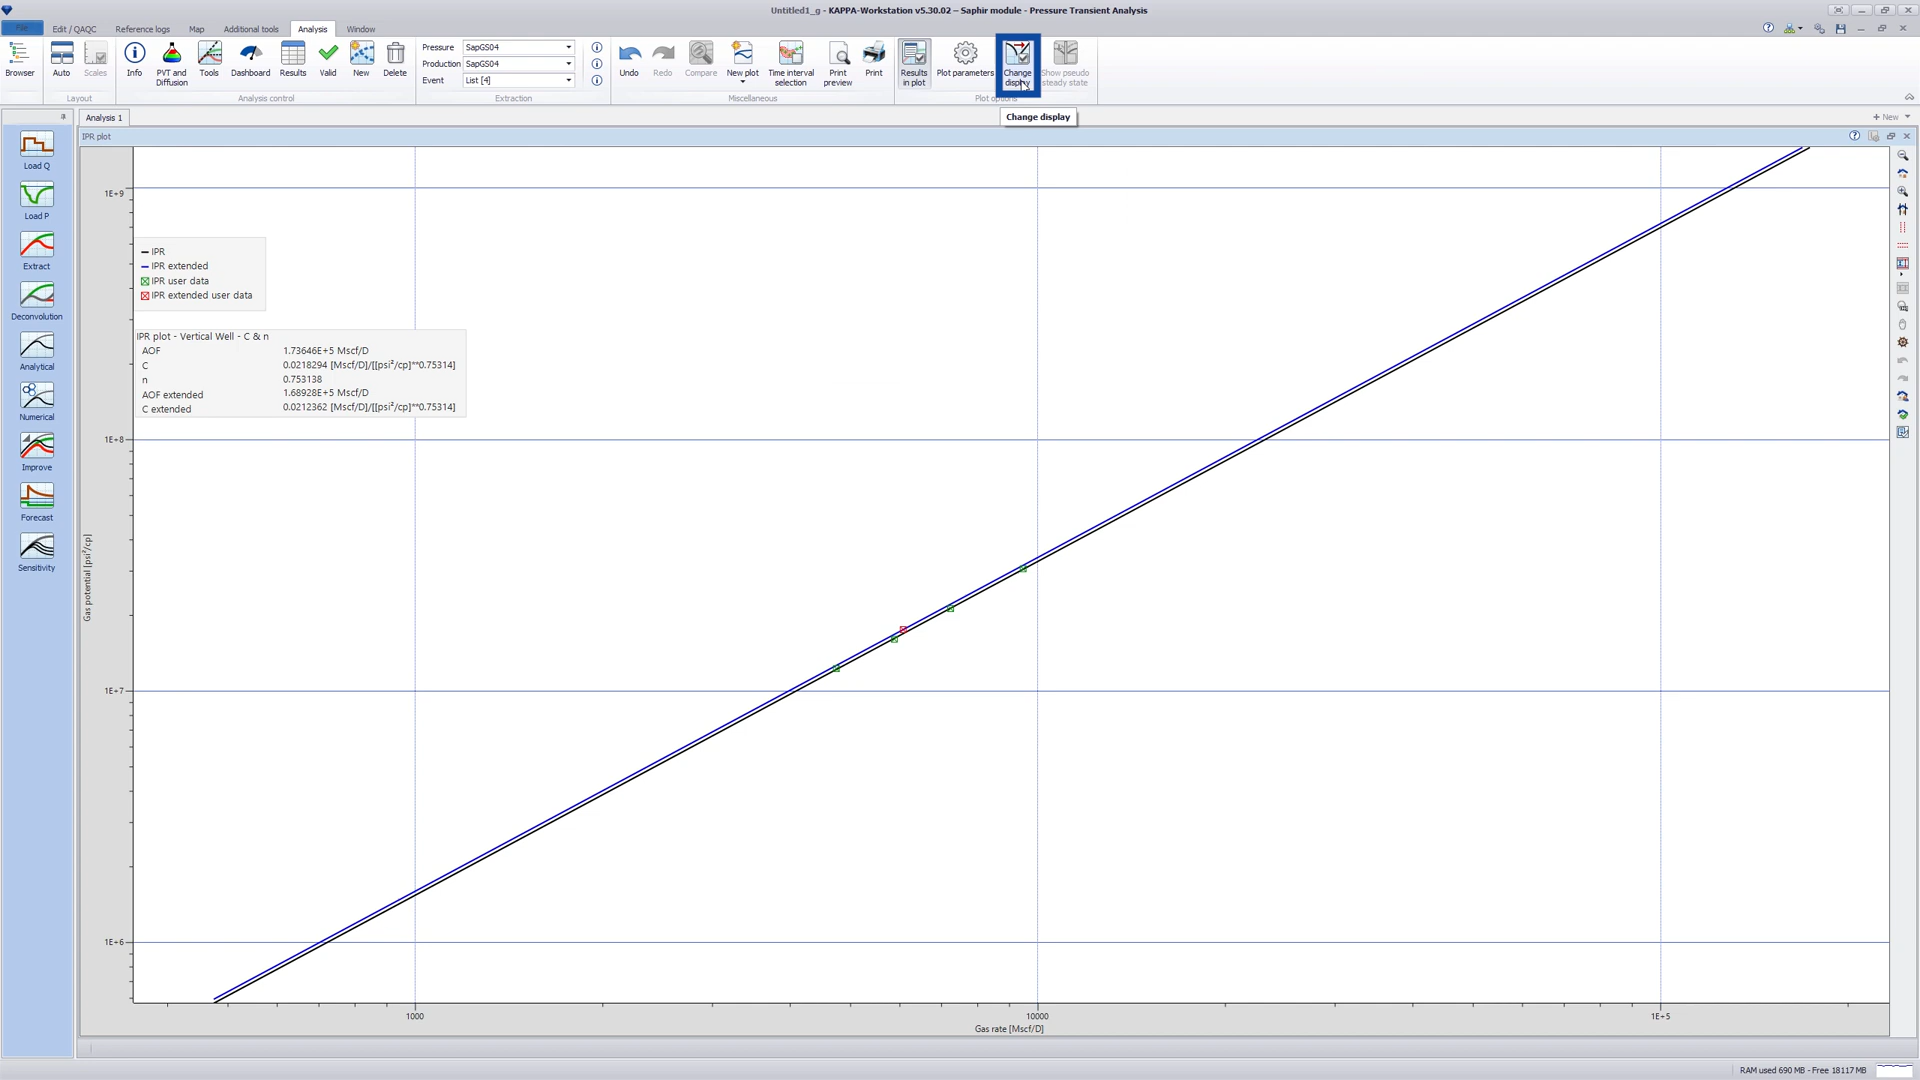 Untitled1_g - KAPPA-Workstation v5.30.02 – Saphir module - Pressure Transient Analysis
File Edit / QAQC Reference logs Map Additional tools Analysis Window
Browser
Auto
Scales
Layout
Info
PVT and
Diffusion
Tools
Dashboard
Results
Valid
New
Delete
Analysis control
Pressure SapGS04
Production SapGS04
Event List [4]
Extraction
Undo
Redo
Compare
New plot
Time interval
selection
Print
preview
Print
Miscellaneous
Results
in plot
Plot parameters
Change
display
Show pseudo
steady state
Plot options
Change display
Analysis 1
+ New
IPR plot
Load Q
Load P
Extract
Deconvolution
Analytical
Numerical
Improve
Forecast
Sensitivity
1E+9
1E+8
1E+7
1E+6
Gas potential [psi²/cp]
IPR
IPR extended
IPR user data
IPR extended user data
IPR plot - Vertical Well - C & n
AOF 1.73646E+5 Mscf/D
C 0.0218294 [Mscf/D]/[[psi²/cp]**0.75314]
n 0.753138
AOF extended 1.68928E+5 Mscf/D
C extended 0.0212362 [Mscf/D]/[[psi²/cp]**0.75314]
1000 10000 1E+5
Gas rate [Mscf/D]
RAM used 690 MB - Free 18117 MB